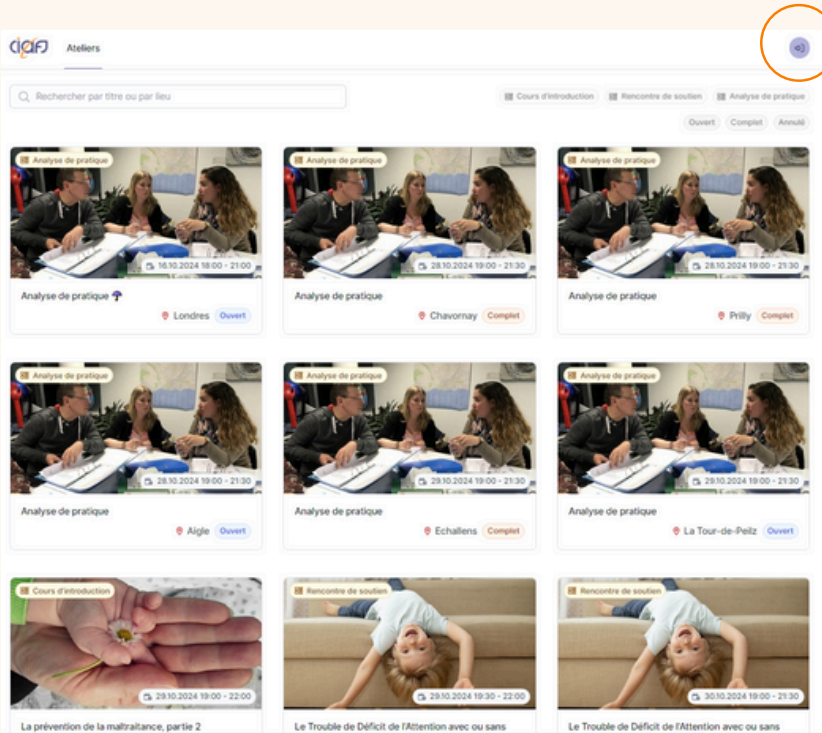 ciafj
Ateliers
Rechercher par titre ou par lieu
Cours d'introduction
Rencontre de soutien
Analyse de pratique
Ouvert
Complet
Annulé
Analyse de pratique
16.10.2024 18:00 - 21:00
Analyse de pratique
Londres
Ouvert
Analyse de pratique
28.10.2024 19:00 - 21:30
Analyse de pratique
Chavornay
Complet
Analyse de pratique
28.10.2024 19:00 - 21:30
Analyse de pratique
Prilly
Complet
Analyse de pratique
28.10.2024 19:00 - 21:30
Analyse de pratique
Aigle
Ouvert
Analyse de pratique
29.10.2024 19:00 - 21:30
Analyse de pratique
Echallens
Complet
Analyse de pratique
29.10.2024 19:00 - 21:30
Analyse de pratique
La Tour-de-Peilz
Ouvert
Cours d'introduction
29.10.2024 19:00 - 22:00
La prévention de la maltraitance, partie 2
Rencontre de soutien
29.10.2024 19:30 - 22:00
Le Trouble de Déficit de l'Attention avec ou sans
Rencontre de soutien
30.10.2024 19:00 - 21:30
Le Trouble de Déficit de l'Attention avec ou sans